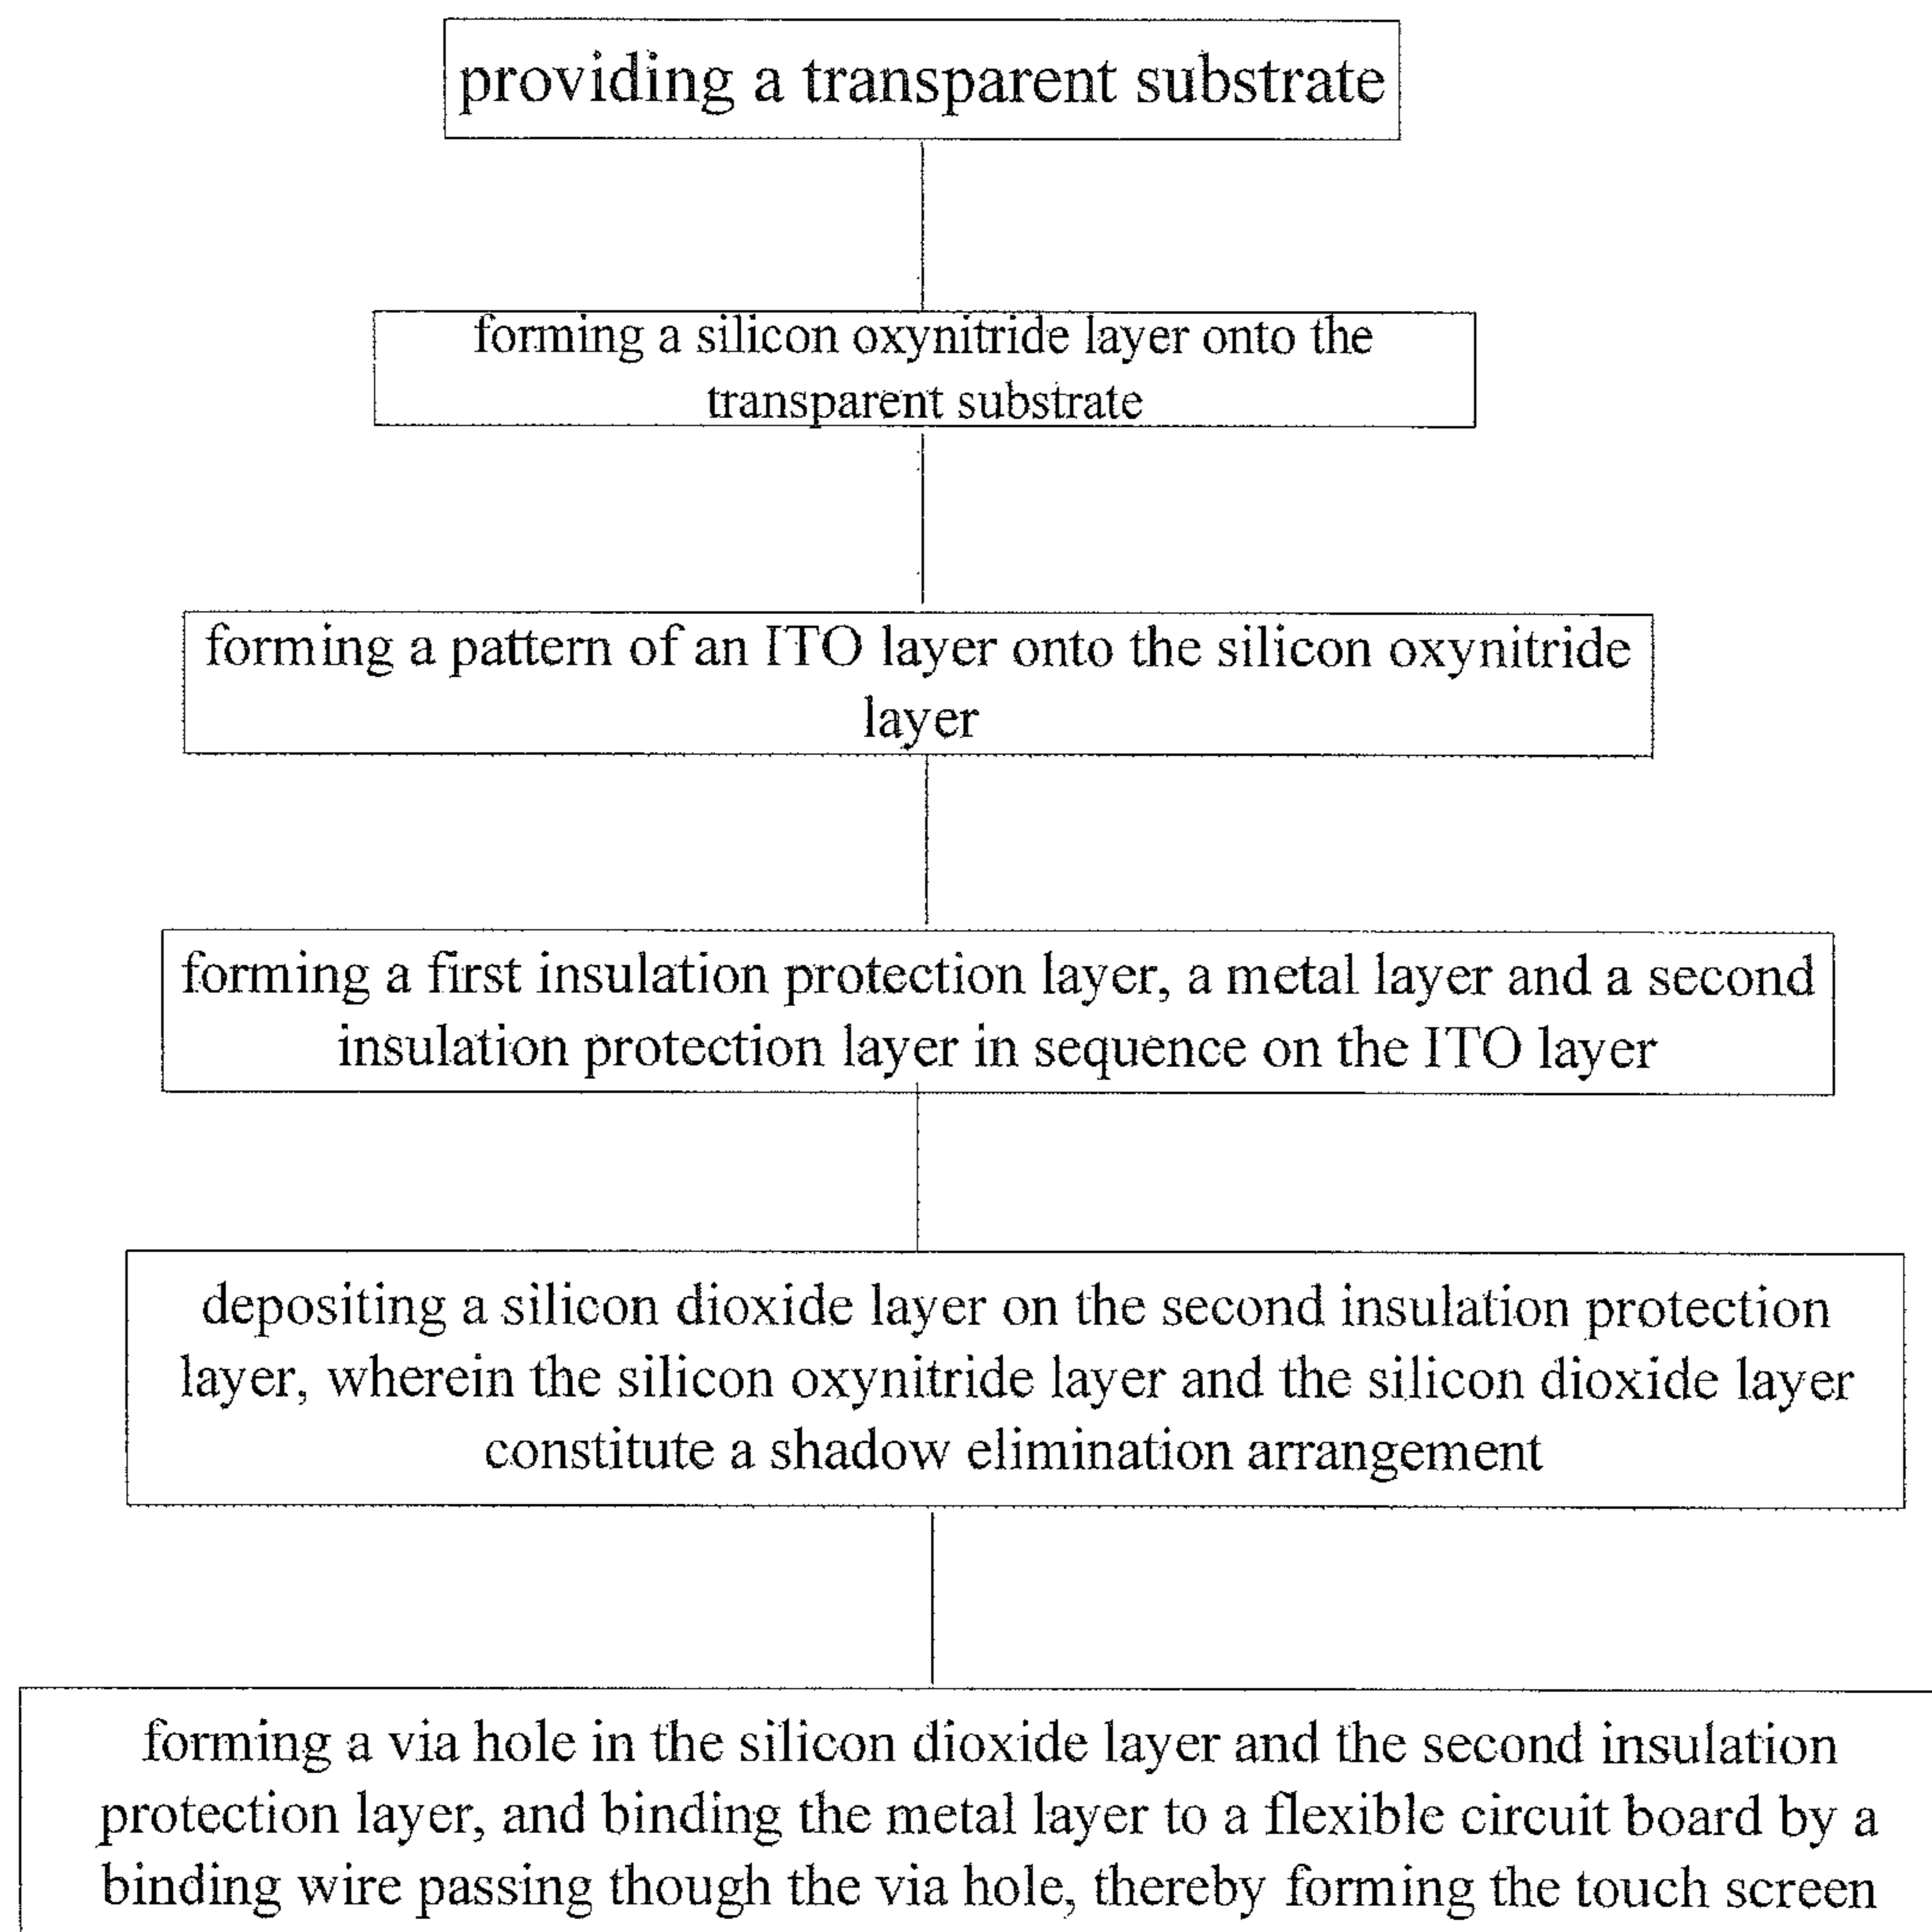 providing a transparent substrate
forming a silicon oxynitride layer onto the
transparent substrate
forming a pattern of an ITO layer onto the silicon oxynitride
layer
forming a first insulation protection layer, a metal layer and a second
insulation protection layer in sequence on the ITO layer
depositing a silicon dioxide layer on the second insulation protection
layer, wherein the silicon oxynitride layer and the silicon dioxide layer
constitute a shadow elimination arrangement
forming a via hole in the silicon dioxide layer and the second insulation
protection layer, and binding the metal layer to a flexible circuit board by a
binding wire passing though the via hole, thereby forming the touch screen